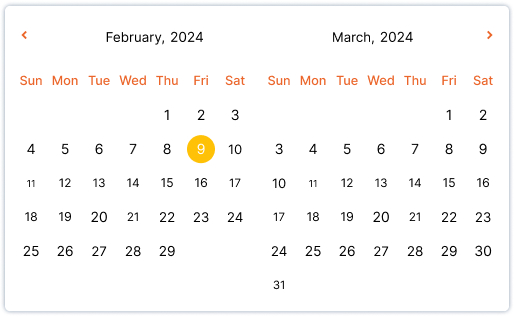 February, 2024
Sun Mon Tue Wed Thu Fri Sat
1 2 3
4 5 6 7 8 9 10
11 12 13 14 15 16 17
18 19 20 21 22 23 24
25 26 27 28 29
March, 2024
Sun Mon Tue Wed Thu Fri Sat
1 2
3 4 5 6 7 8 9
10 11 12 13 14 15 16
17 18 19 20 21 22 23
24 25 26 27 28 29 30
31